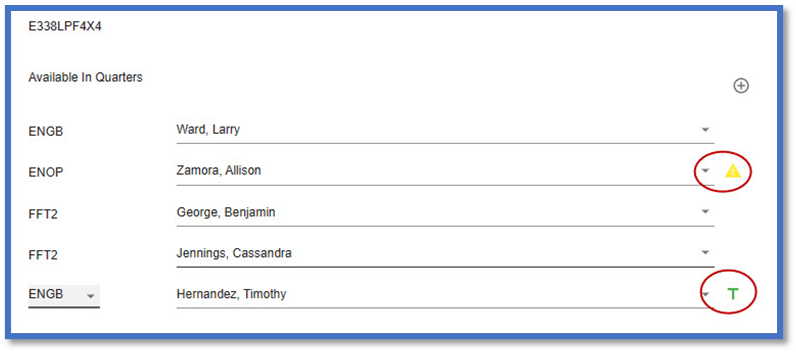 E338LPF4X4
Available In Quarters
ENGB Ward, Larry
ENOP Zamora, Allison
FFT2 George, Benjamin
FFT2 Jennings, Cassandra
ENGB Hernandez, Timothy T